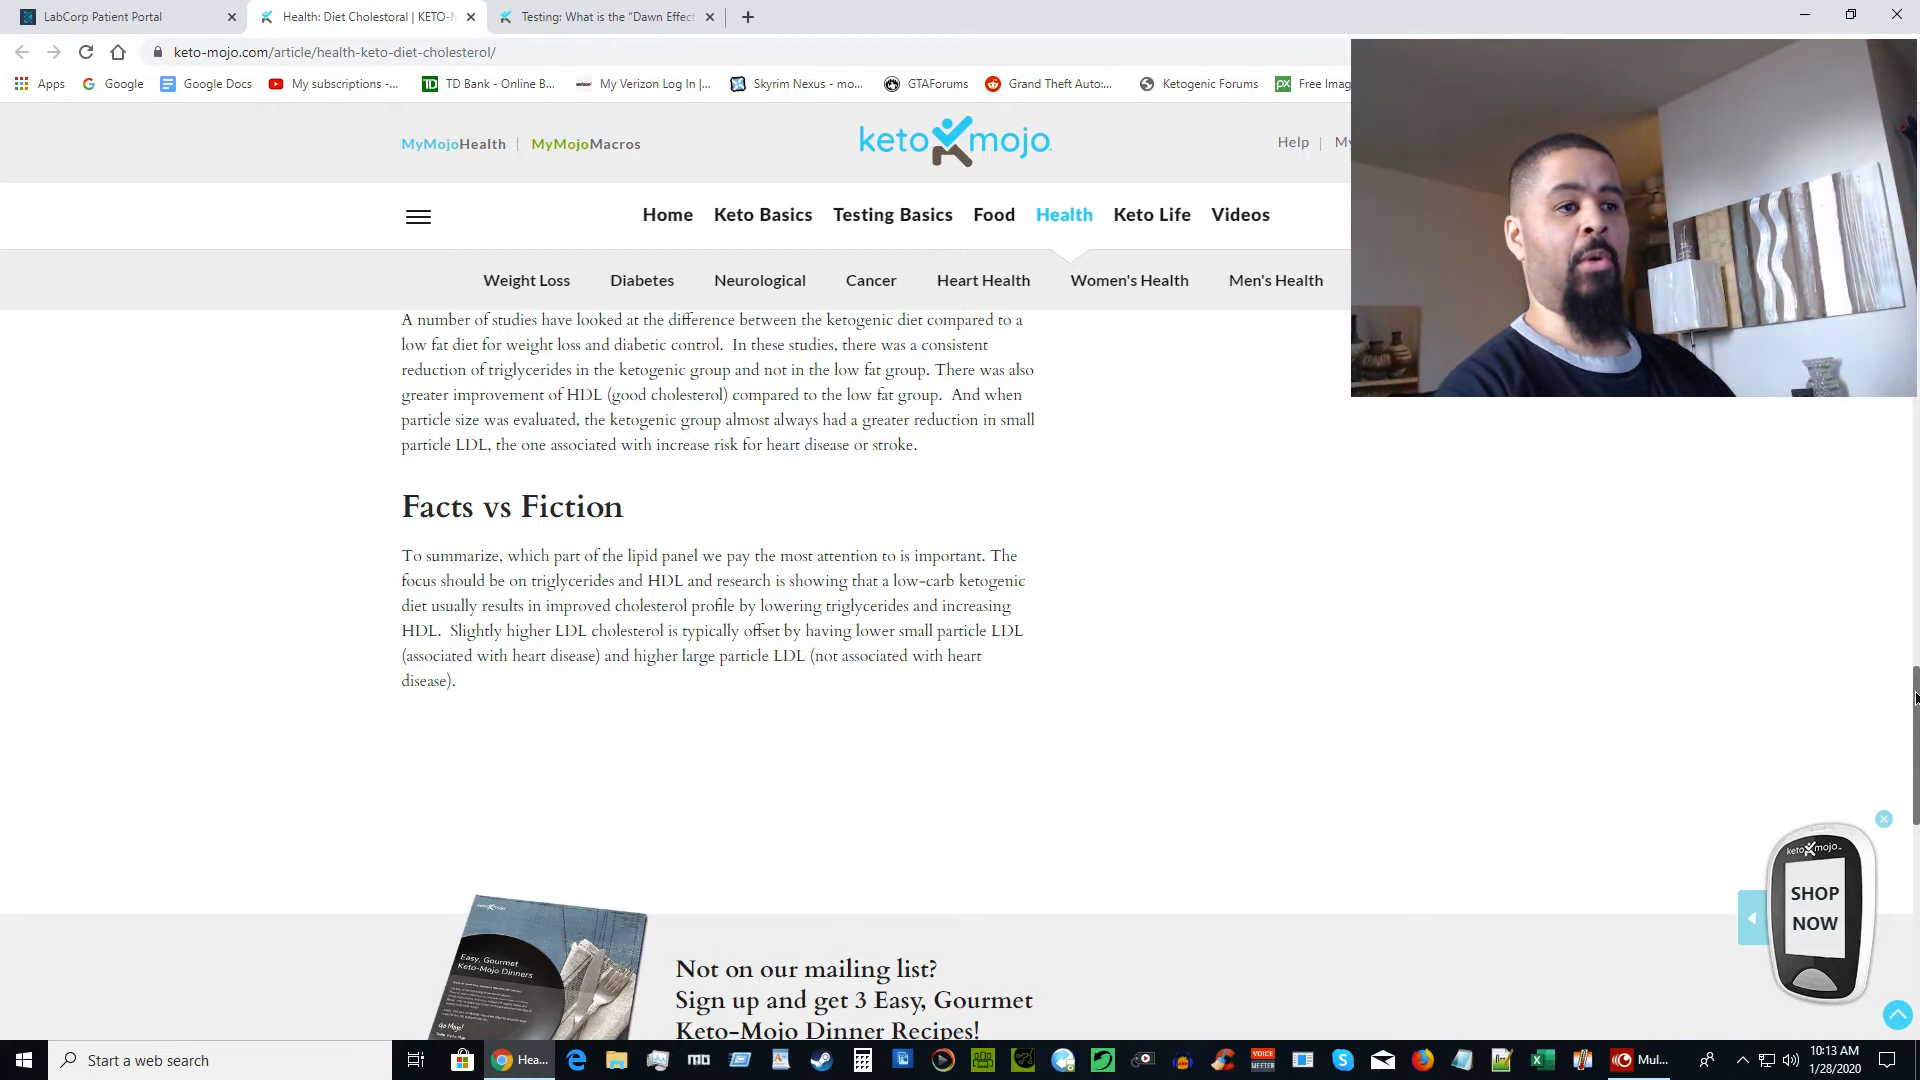 LabCorp Patient Portal
Health: Diet Cholestoral | KETO-M
Testing: What is the "Dawn Effect
keto-mojo.com/article/health-keto-diet-cholesterol/
Apps
Google
Google Docs
My subscriptions -...
TD Bank - Online B...
My Verizon Log In |...
Skyrim Nexus - mo...
GTAForums
Grand Theft Auto:...
Ketogenic Forums
Free Imag
MyMojoHealth | MyMojoMacros
keto mojo
Help | My
Home
Keto Basics
Testing Basics
Food
Health
Keto Life
Videos
Weight Loss
Diabetes
Neurological
Cancer
Heart Health
Women's Health
Men's Health
A number of studies have looked at the difference between the ketogenic diet compared to a
low fat diet for weight loss and diabetic control. In these studies, there was a consistent
reduction of triglycerides in the ketogenic group and not in the low fat group. There was also
greater improvement of HDL (good cholesterol) compared to the low fat group. And when
particle size was evaluated, the ketogenic group almost always had a greater reduction in small
particle LDL, the one associated with increase risk for heart disease or stroke.
Facts vs Fiction
To summarize, which part of the lipid panel we pay the most attention to is important. The
focus should be on triglycerides and HDL and research is showing that a low-carb ketogenic
diet usually results in improved cholesterol profile by lowering triglycerides and increasing
HDL. Slightly higher LDL cholesterol is typically offset by having lower small particle LDL
(associated with heart disease) and higher large particle LDL (not associated with heart
disease).
keto mojo
SHOP
NOW
Easy, Gourmet
Keto-Mojo Dinners
Go Mojo!
Not on our mailing list?
Sign up and get 3 Easy, Gourmet
Keto-Mojo Dinner Recipes!
Start a web search
Hea...
VOICE
MEETER
Mul...
10:13 AM
1/28/2020